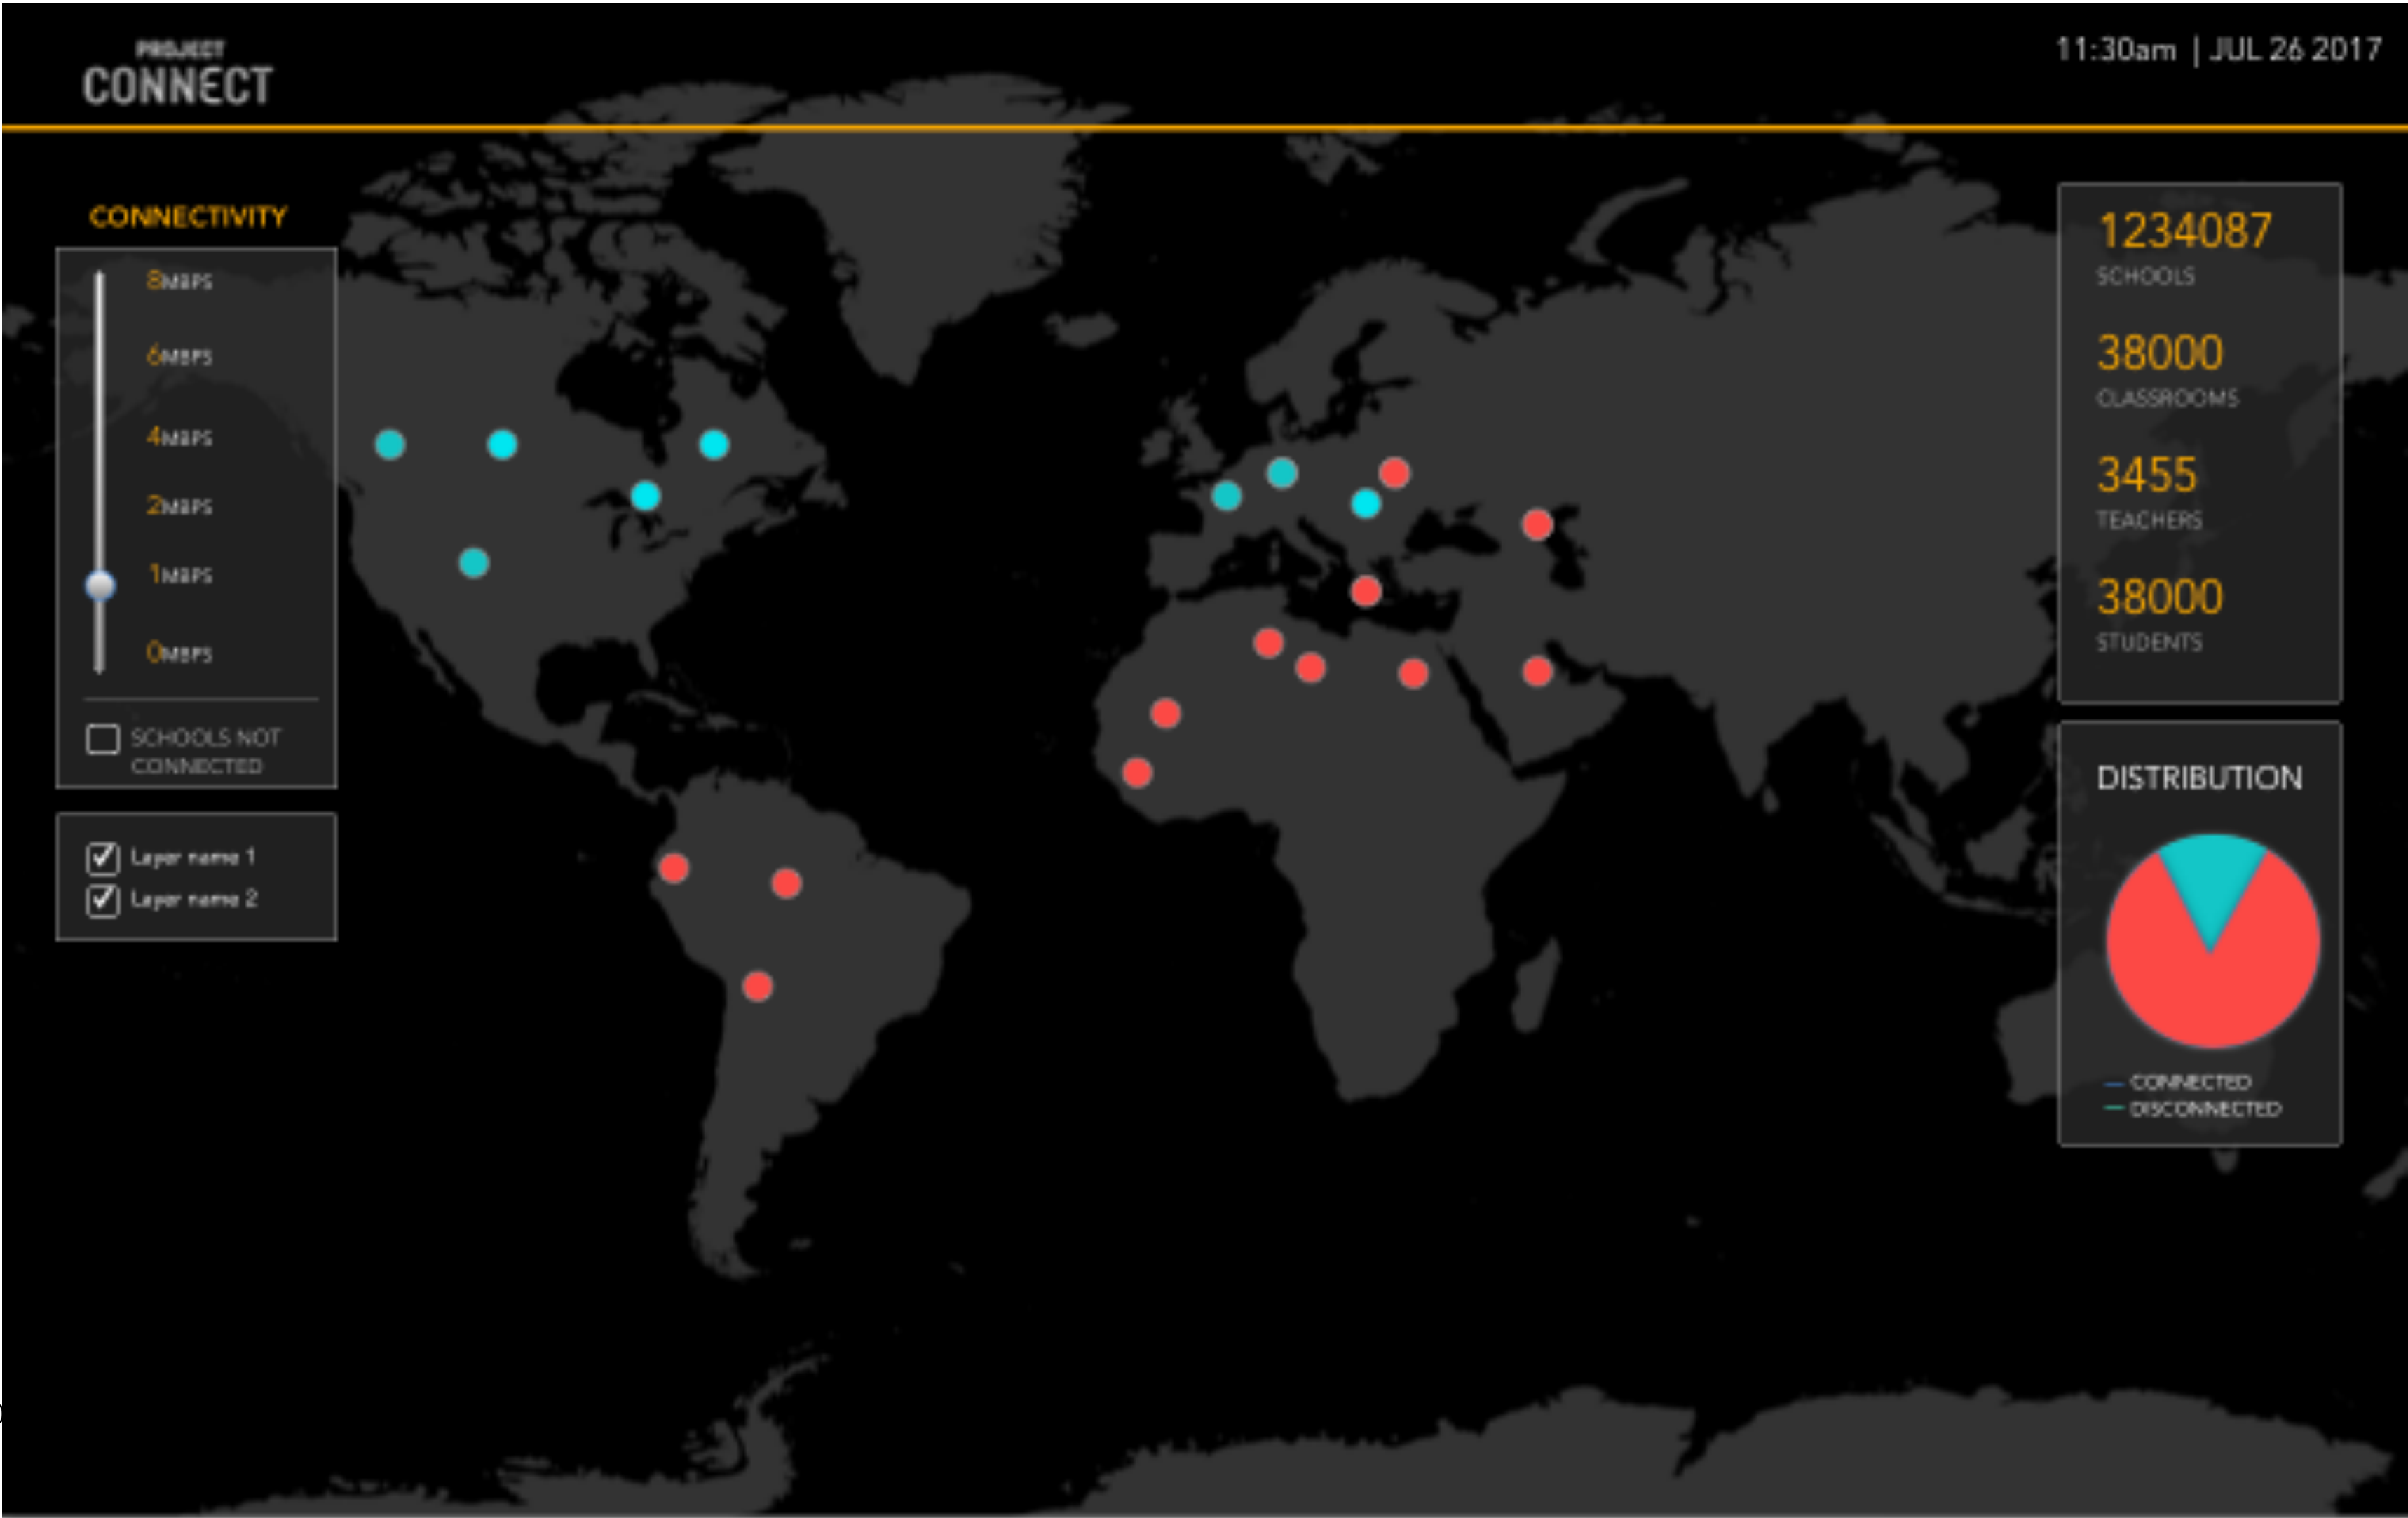 PROJECT
CONNECT
11:30am | JUL 26 2017
CONNECTIVITY
8MBPS
6MBPS
4MBPS
2MBPS
1MBPS
0MBPS
SCHOOLS NOT
CONNECTED
Layer name 1
Layer name 2
1234087
SCHOOLS
38000
CLASSROOMS
3455
TEACHERS
38000
STUDENTS
DISTRIBUTION
CONNECTED
DISCONNECTED